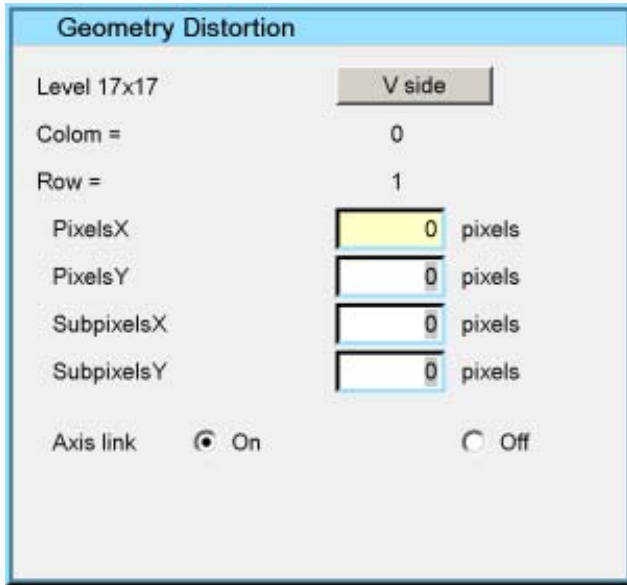 Geometry Distortion
Level 17x17 V side
Colom = 0
Row = 1
PixelsX 0 pixels
PixelsY 0 pixels
SubpixelsX 0 pixels
SubpixelsY 0 pixels
Axis link On Off